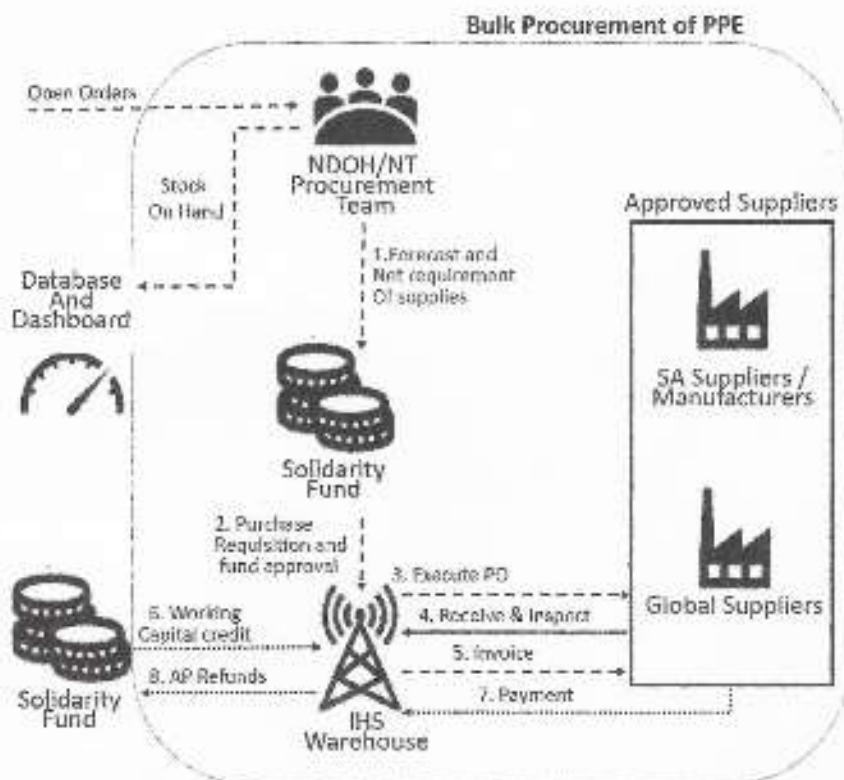 Bulk Procurement of PPE
Open Orders
NDOH/NT
Procurement
Team
Stock
On Hand
Approved Suppliers
1.Forecast and
Net requirement
Of supplies
Database
And
Dashboard
SA Suppliers /
Manufacturers
Solidarity
Fund
2. Purchase
Requisition and
fund approval
3. Execute PO
Global Suppliers
6. Working
Capital credit
4. Receive & Inspect
5. Invoice
8. AP Refunds
7. Payment
Solidarity
Fund
IHS
Warehouse